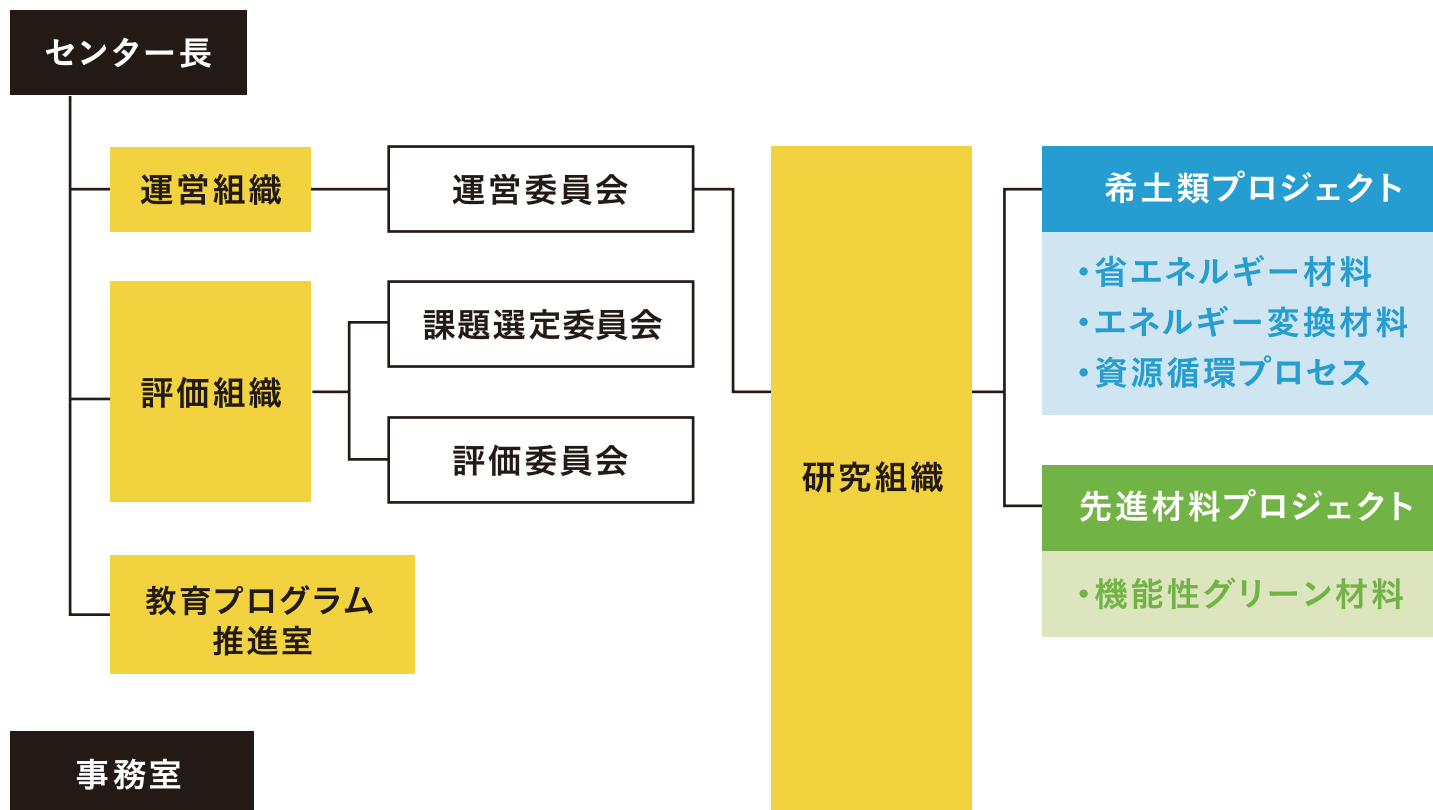 センター長
運営組織
運営委員会
評価組織
課題選定委員会
評価委員会
教育プログラム
推進室
事務室
研究組織
希土類プロジェクト
・省エネルギー材料
・エネルギー変換材料
・資源循環プロセス
先進材料プロジェクト
・機能性グリーン材料